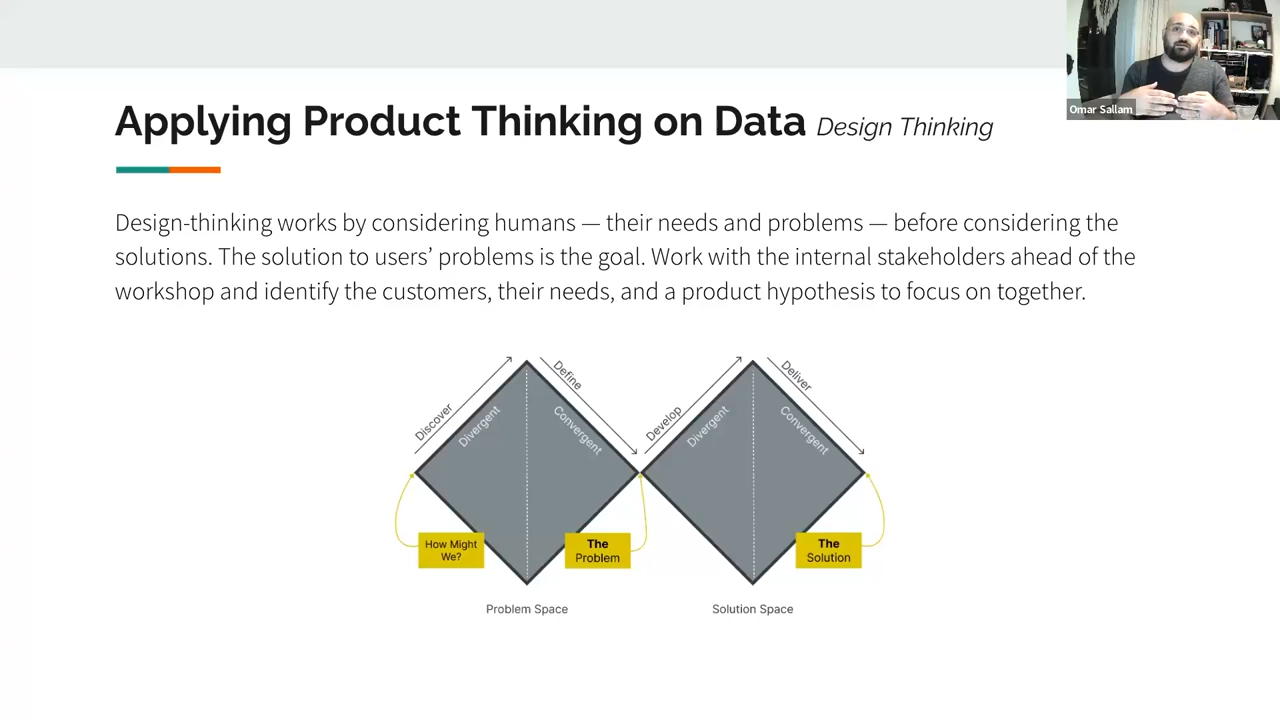 Omar Sallam
Applying Product Thinking on Data Design Thinking
Design-thinking works by considering humans — their needs and problems — before considering the
solutions. The solution to users’ problems is the goal. Work with the internal stakeholders ahead of the
workshop and identify the customers, their needs, and a product hypothesis to focus on together.
Discover
Divergent
Define
Convergent
Develop
Divergent
Deliver
Convergent
How Might
We?
The
Problem
The
Solution
Problem Space
Solution Space